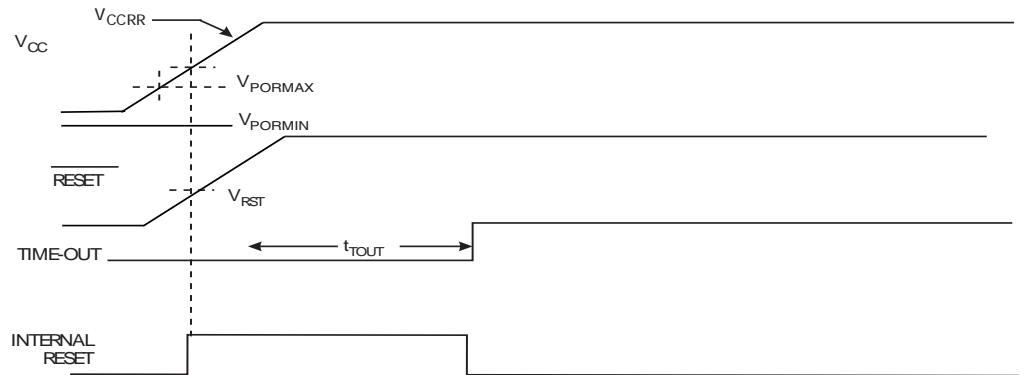 VCCRR
VCC
VPORMAX
VPORMIN
RESET
VRST
tTOUT
TIME-OUT
INTERNAL
RESET